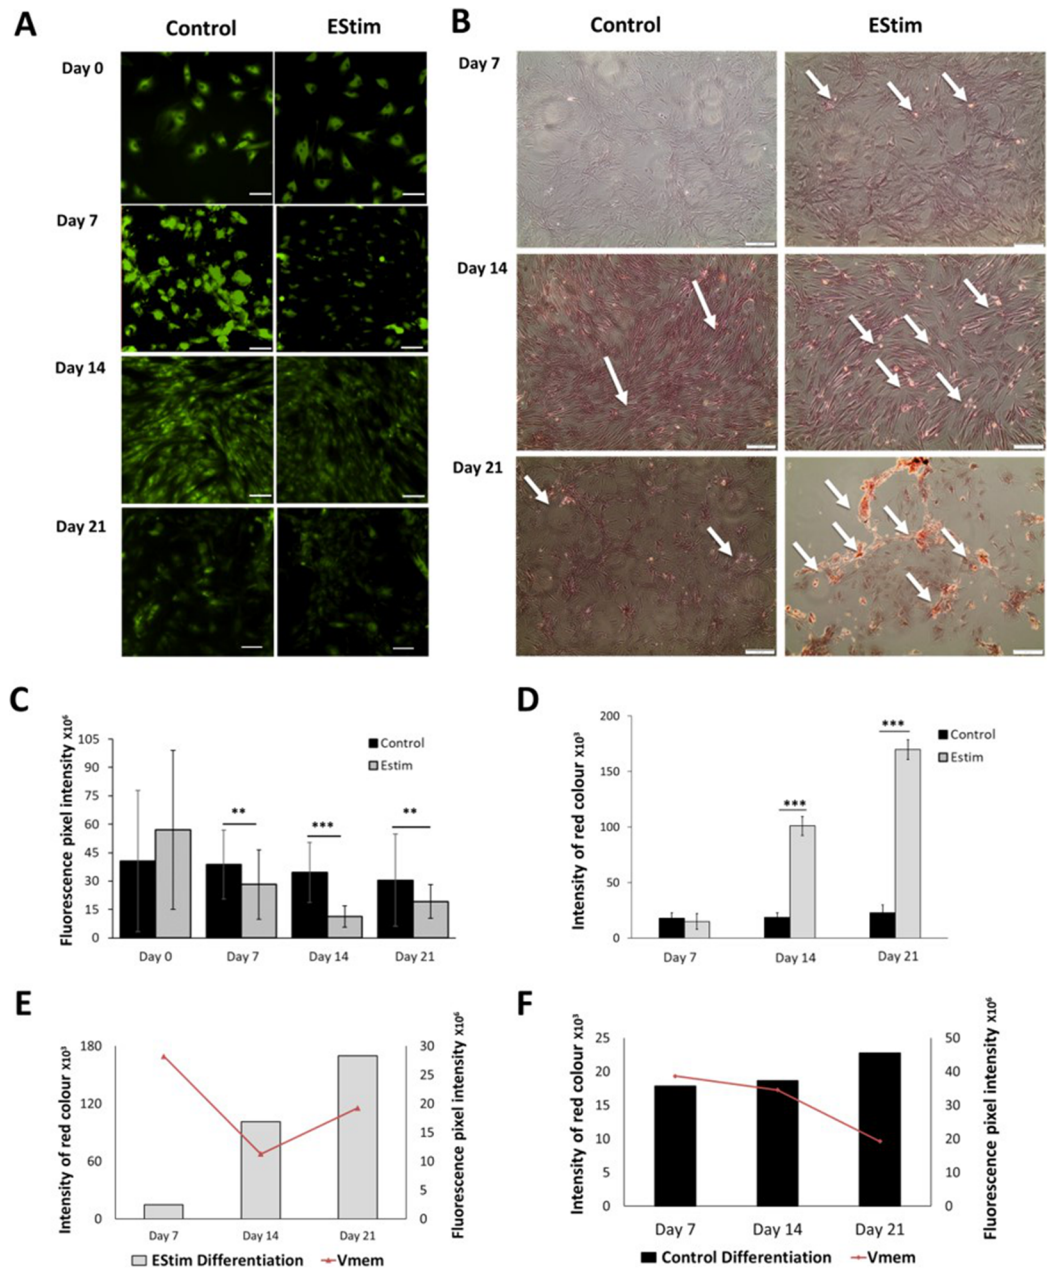 A
Control
EStim
Day 0
Day 7
Day 14
Day 21
B
Control
EStim
Day 7
Day 14
Day 21
C
Fluorescence pixel intensity x10⁶
105
90
75
60
45
30
15
0
Control
Estim
**
***
**
Day 0
Day 7
Day 14
Day 21
D
Intensity of red colour x10³
200
150
100
50
0
Control
Estim
***
***
Day 7
Day 14
Day 21
E
Intensity of red colour x10³
180
120
60
0
30
25
20
15
10
5
0
Fluorescence pixel intensity x10⁶
Day 7
Day 14
Day 21
EStim Differentiation
Vmem
F
Intensity of red colour x10³
25
20
15
10
5
0
50
40
30
20
10
0
Fluorescence pixel intensity x10⁶
Day 7
Day 14
Day 21
Control Differentiation
Vmem